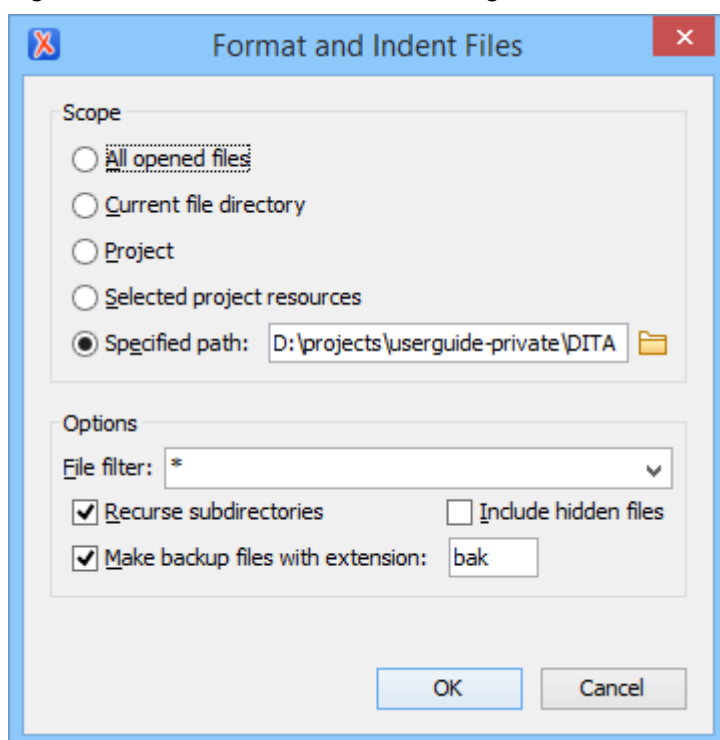 Format and Indent Files
Scope
All opened files
Current file directory
Project
Selected project resources
Specified path: D:\projects\userguide-private\DITA
Options
File filter: *
Recurse subdirectories Include hidden files
Make backup files with extension: bak
OK Cancel